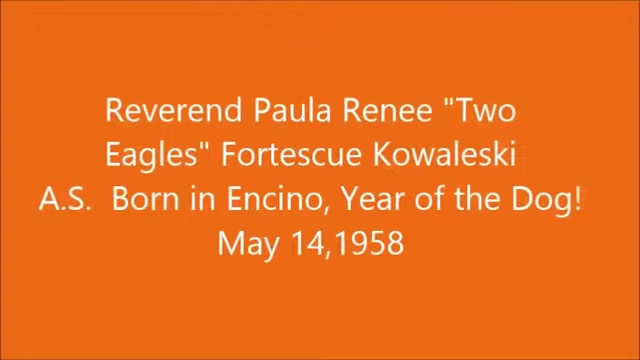 Reverend Paula Renee "Two
Eagles" Fortescue Kowaleski
A.S.  Born in Encino, Year of the Dog!
May 14,1958